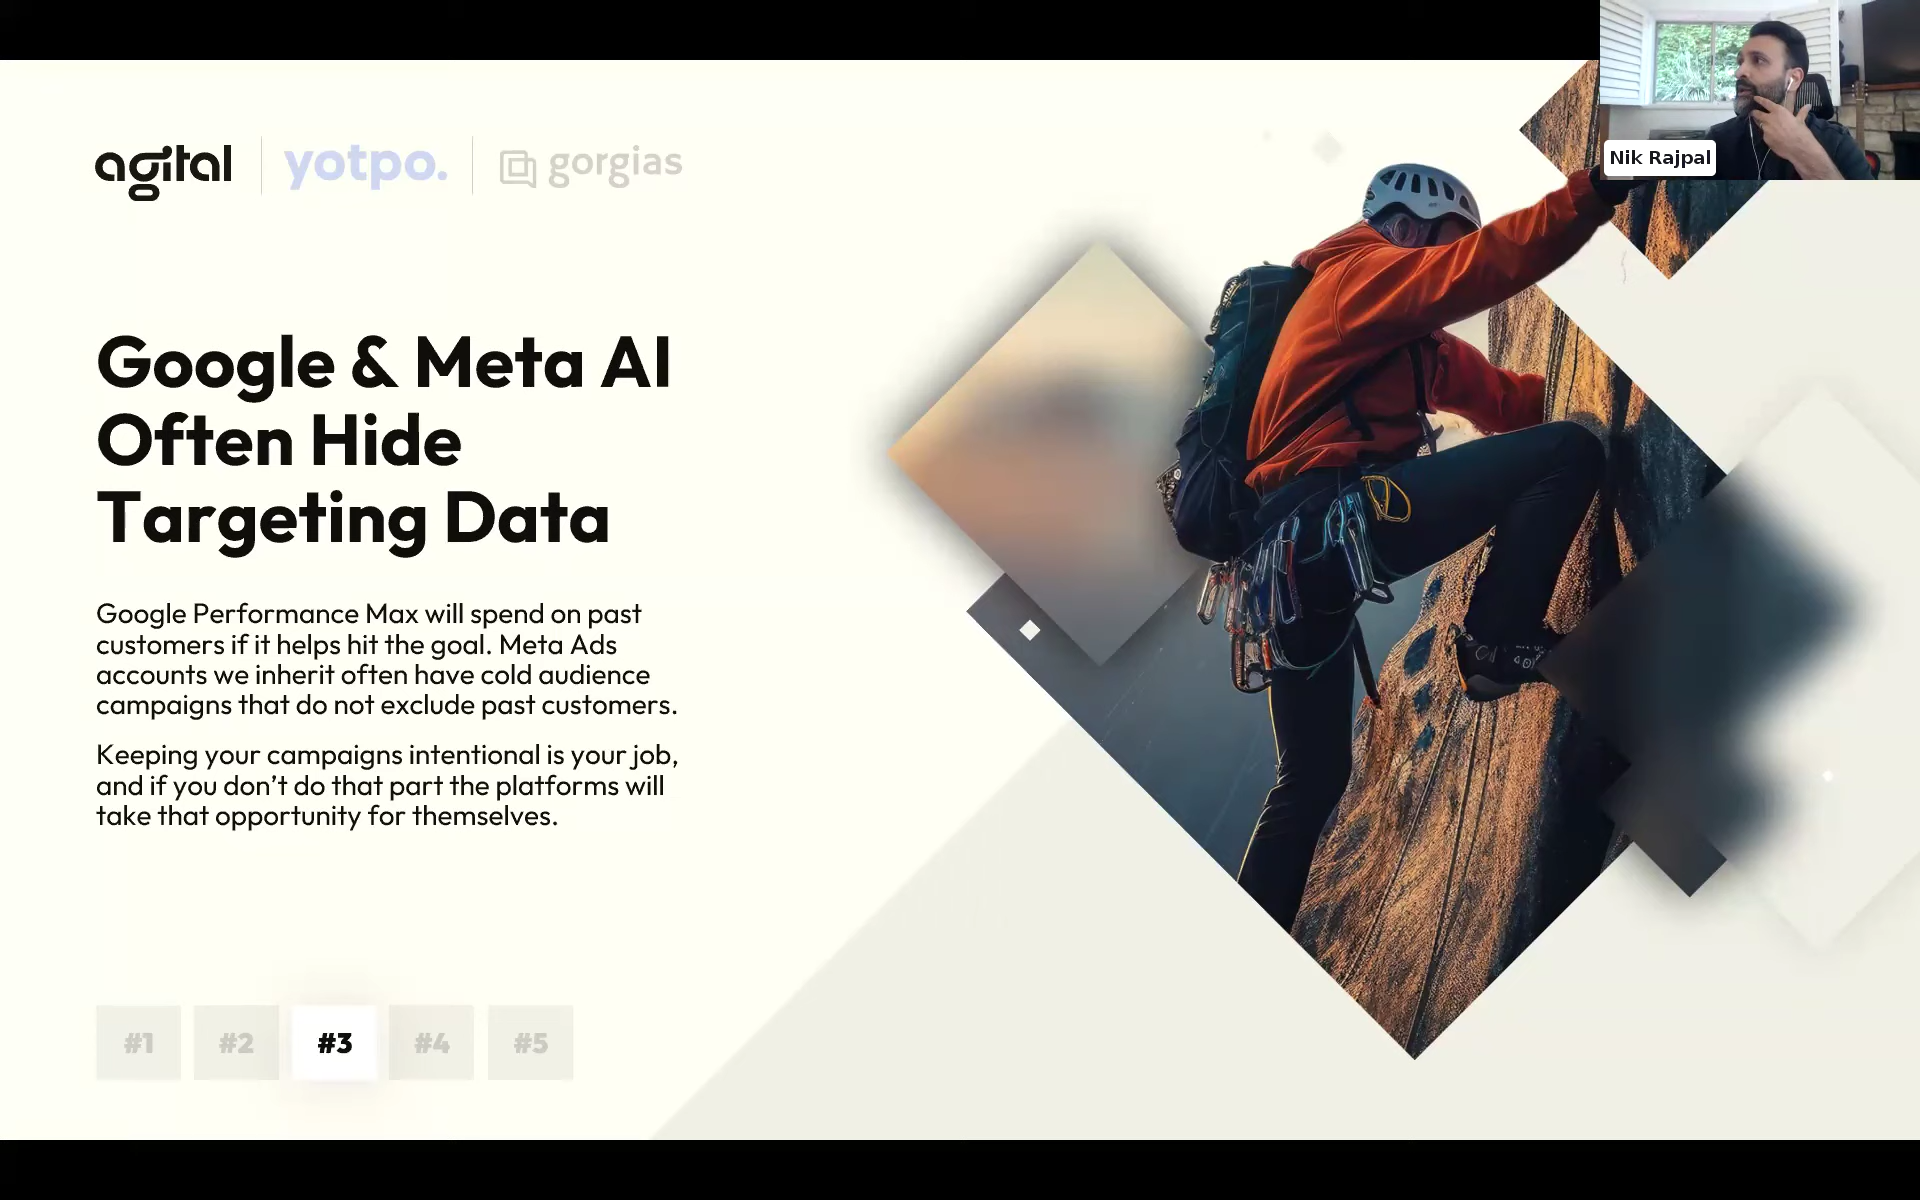 Nik Rajpal
agital
yotpo.
gorgias
Google & Meta AI
Often Hide
Targeting Data
Google Performance Max will spend on past
customers if it helps hit the goal. Meta Ads
accounts we inherit often have cold audience
campaigns that do not exclude past customers.
Keeping your campaigns intentional is your job,
and if you don’t do that part the platforms will
take that opportunity for themselves.
#1
#2
#3
#4
#5